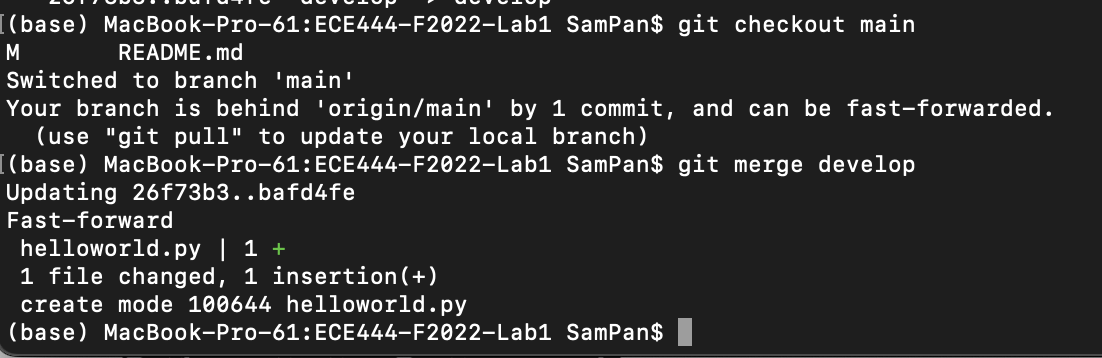 26f73b3..bafd4fe  develop -> develop
(base) MacBook-Pro-61:ECE444-F2022-Lab1 SamPan$ git checkout main
M       README.md
Switched to branch 'main'
Your branch is behind 'origin/main' by 1 commit, and can be fast-forwarded.
  (use "git pull" to update your local branch)
(base) MacBook-Pro-61:ECE444-F2022-Lab1 SamPan$ git merge develop
Updating 26f73b3..bafd4fe
Fast-forward
 helloworld.py | 1 +
 1 file changed, 1 insertion(+)
 create mode 100644 helloworld.py
(base) MacBook-Pro-61:ECE444-F2022-Lab1 SamPan$